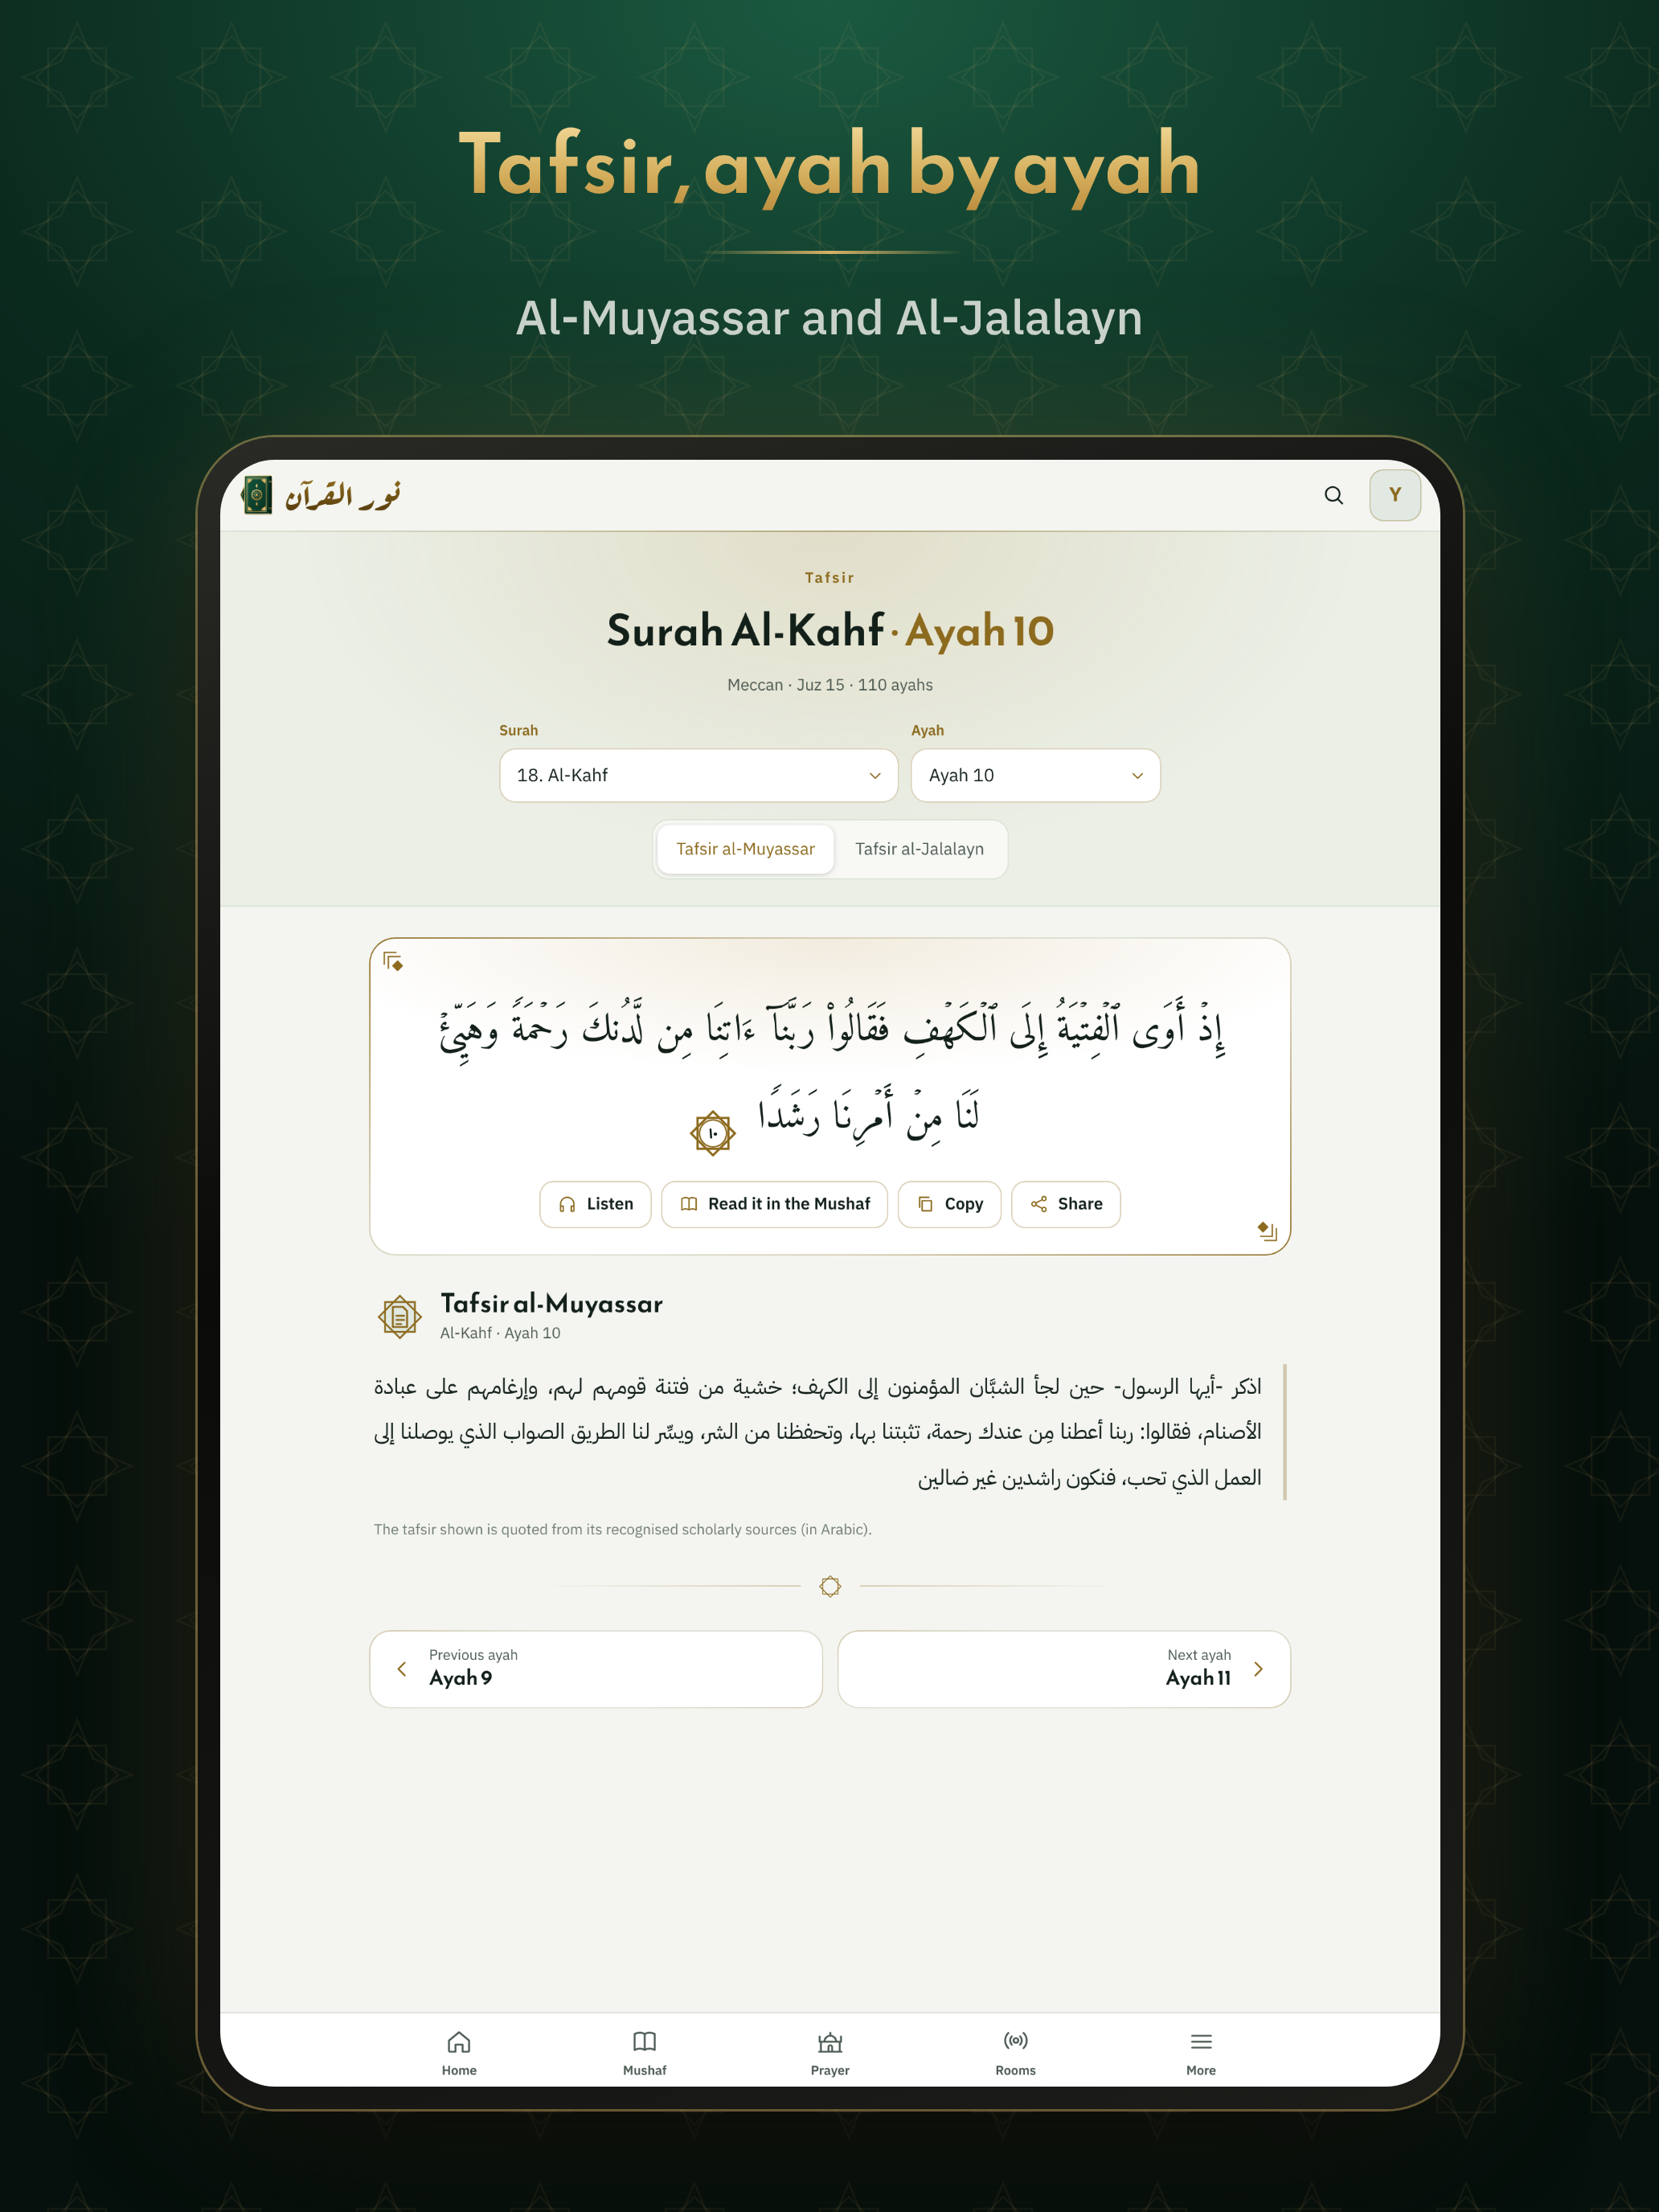 Tafsir, ayah by ayah
Al-Muyassar and Al-Jalalayn
نور القرآن
Y
Tafsir
Surah Al-Kahf · Ayah 10
Meccan · Juz 15 · 110 ayahs
Surah
Ayah
18. Al-Kahf
Ayah 10
Tafsir al-Muyassar
Tafsir al-Jalalayn
إِذۡ أَوَى ٱلۡفِتۡيَةُ إِلَى ٱلۡكَهۡفِ فَقَالُواْ رَبَّنَآ ءَاتِنَا مِن لَّدُنكَ رَحۡمَةٗ وَهَيِّئۡ
لَنَا مِنۡ أَمۡرِنَا رَشَدٗا ١٠
Listen
Read it in the Mushaf
Copy
Share
Tafsir al-Muyassar
Al-Kahf · Ayah 10
اذكر -أيها الرسول- حين لجأ الشبَّان المؤمنون إلى الكهف؛ خشية من فتنة قومهم لهم، وإرغامهم على عبادة
الأصنام، فقالوا: ربنا أعطنا مِن عندك رحمة، تثبتنا بها، وتحفظنا من الشر، ويسِّر لنا الطريق الصواب الذي يوصلنا إلى
العمل الذي تحب، فنكون راشدين غير ضالين
The tafsir shown is quoted from its recognised scholarly sources (in Arabic).
Previous ayah
Ayah 9
Next ayah
Ayah 11
Home
Mushaf
Prayer
Rooms
More